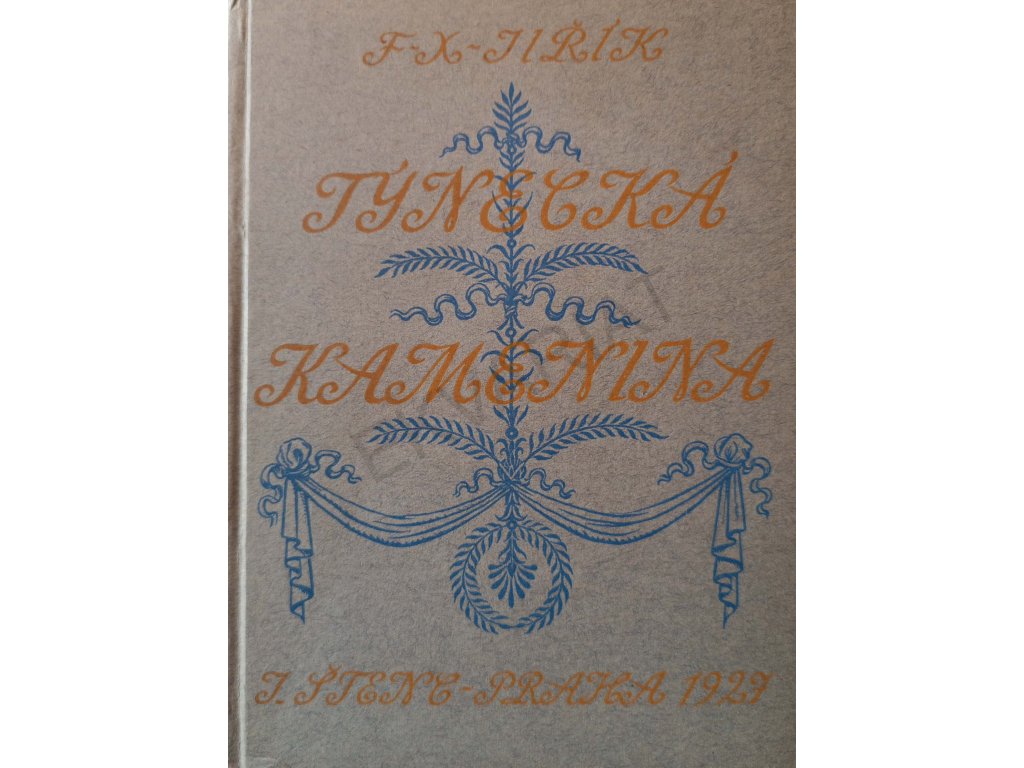 F-X-JIŘÍK
TÝNECKÁ
KAMENINA
J. ŠTENC-PRAHA 1927